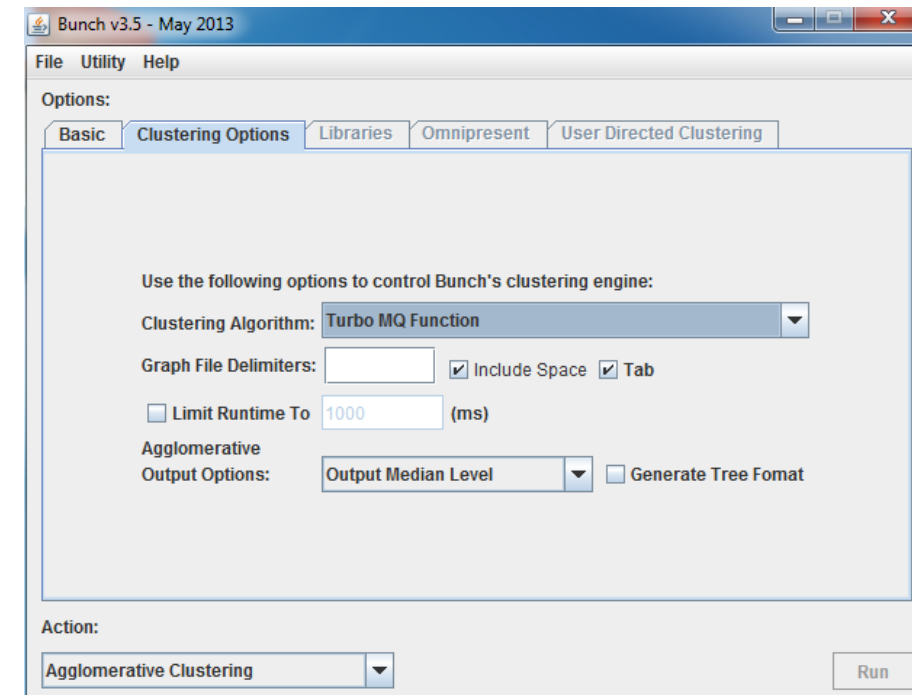 Bunch v3.5 - May 2013
File Utility Help
Options:
Basic Clustering Options Libraries Omnipresent User Directed Clustering
Use the following options to control Bunch's clustering engine:
Clustering Algorithm: Turbo MQ Function
Graph File Delimiters: Include Space Tab
Limit Runtime To 1000 (ms)
Agglomerative
Output Options: Output Median Level Generate Tree Fomat
Action:
Agglomerative Clustering Run